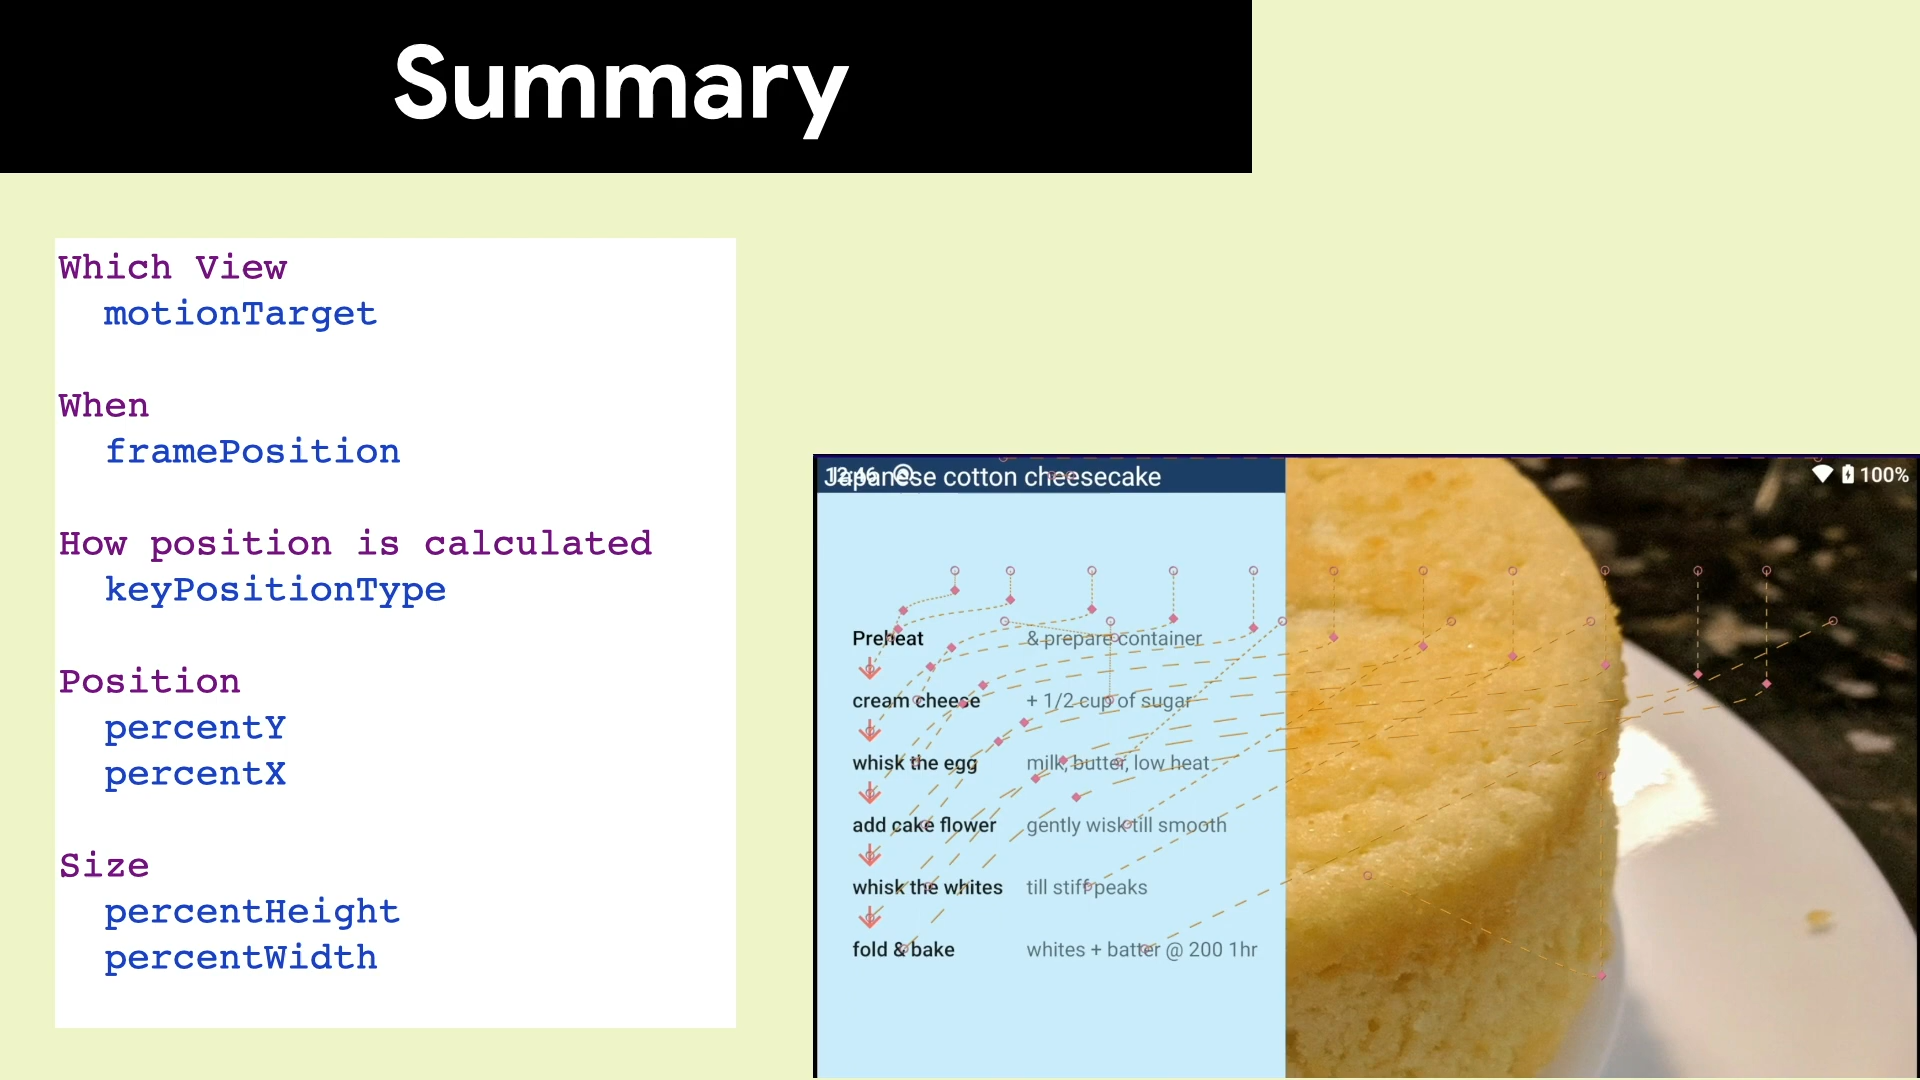 Summary
Which View
motionTarget
When
framePosition
How position is calculated
keyPositionType
Position
percentY
percentX
Size
percentHeight
percentWidth
12:46
Japanese cotton cheesecake
100%
Preheat & prepare container
cream cheese + 1/2 cup of sugar
whisk the egg milk, butter, low heat
add cake flower gently wisk till smooth
whisk the whites till stiff peaks
fold & bake whites + batter @ 200 1hr